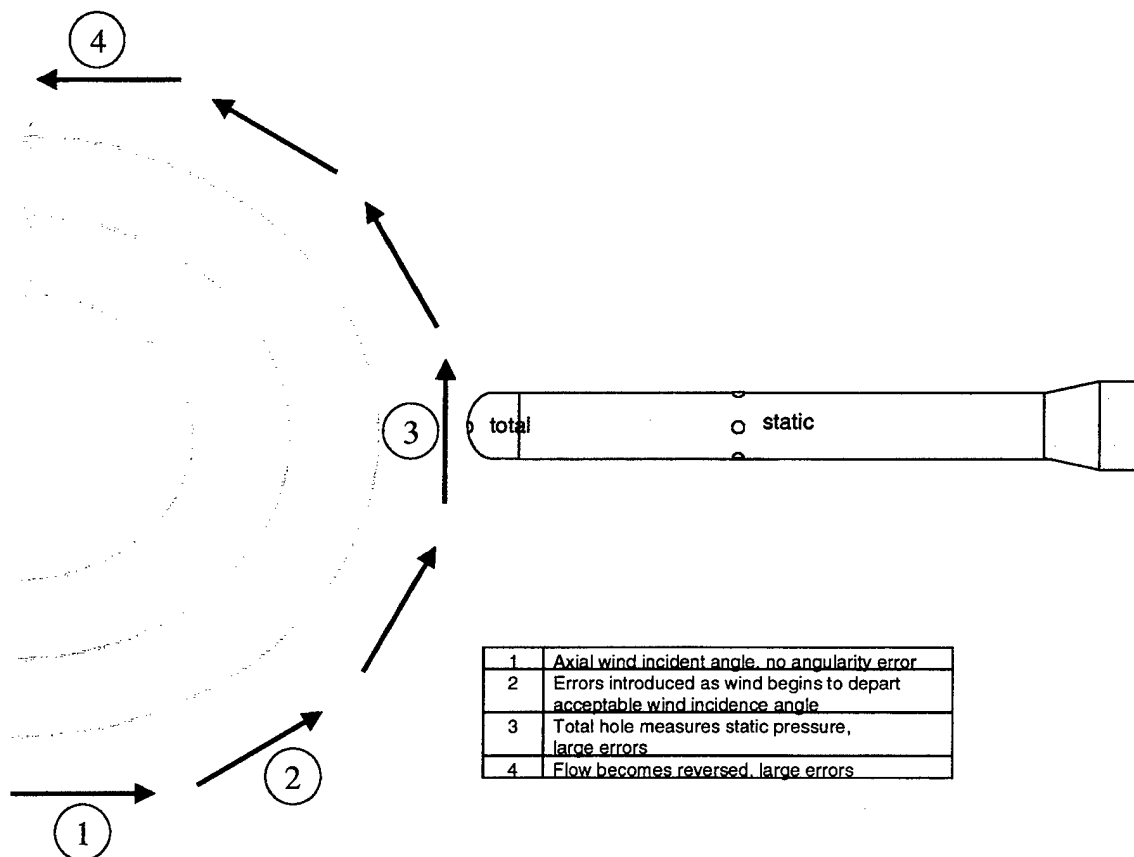 4
3
total
static
1 Axial wind incident angle, no angularity error
2 Errors introduced as wind begins to depart
acceptable wind incidence angle
3 Total hole measures static pressure,
large errors
4 Flow becomes reversed, large errors
2
1